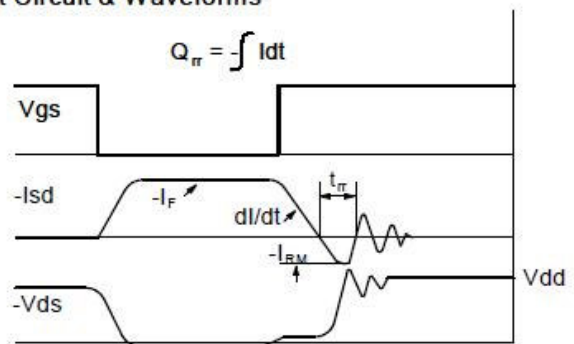 t Circuit & Waveforms
Qrr = -∫ Idt
Vgs
trr
-Isd
-IF
dI/dt
-IRM
Vdd
-Vds